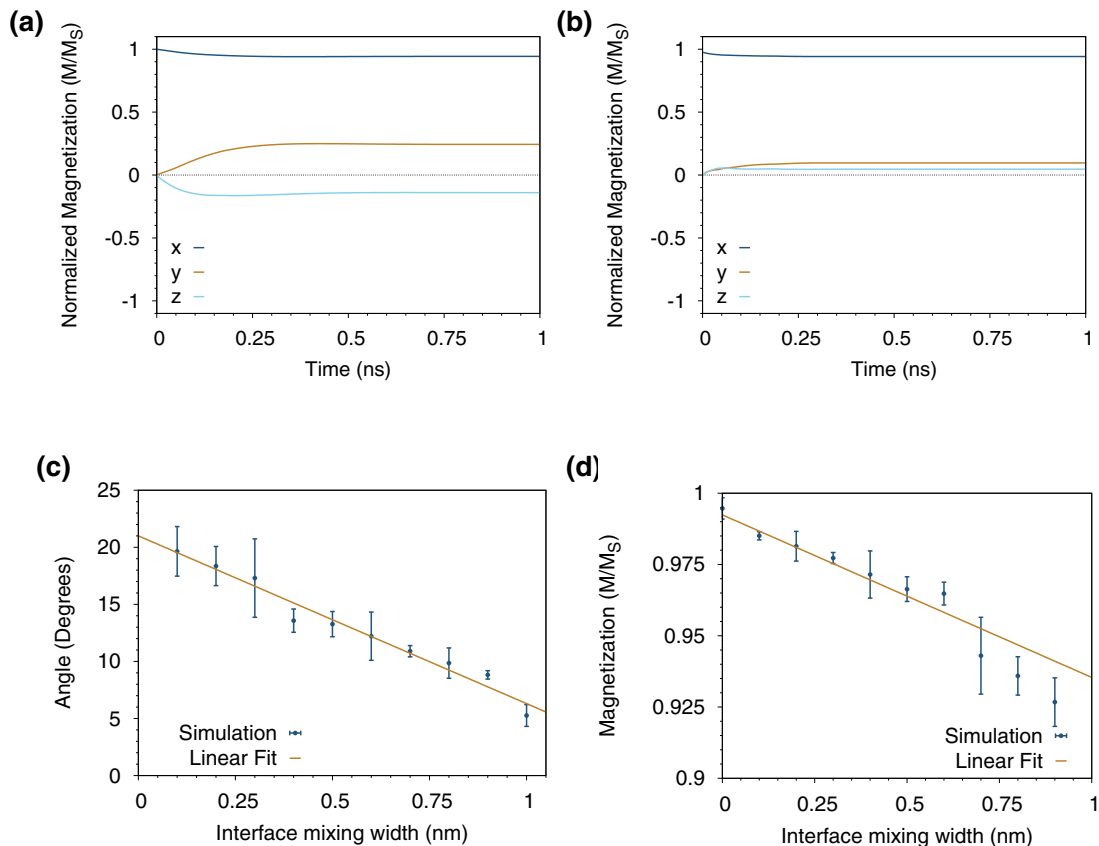 (a)
Normalized Magnetization (M/M_S)
1
0.5
0
-0.5
-1
x
y
z
0
0.25
0.5
0.75
1
Time (ns)
(b)
Normalized Magnetization (M/M_S)
1
0.5
0
-0.5
-1
x
y
z
0
0.25
0.5
0.75
1
Time (ns)
(c)
Angle (Degrees)
25
20
15
10
5
0
Simulation
Linear Fit
0
0.25
0.5
0.75
1
Interface mixing width (nm)
(d)
Magnetization (M/M_S)
1
0.975
0.95
0.925
0.9
Simulation
Linear Fit
0
0.25
0.5
0.75
1
Interface mixing width (nm)